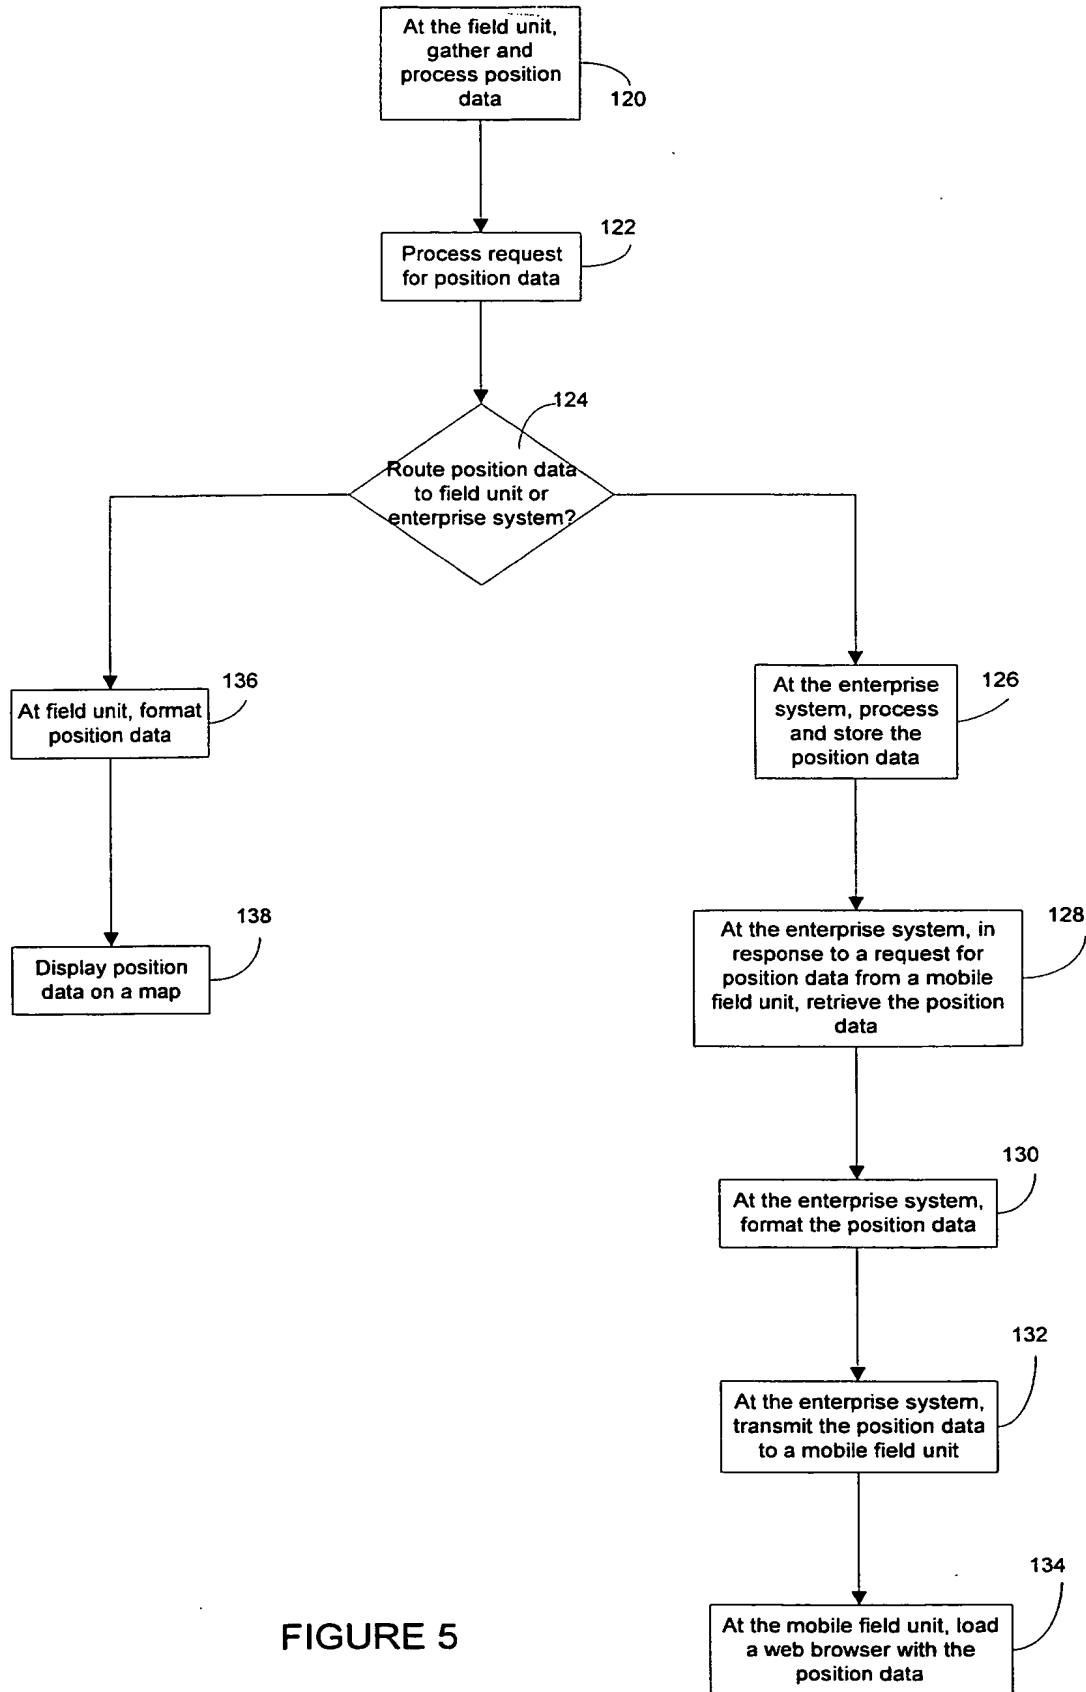 At the field unit,
gather and
process position
data
120
122
Process request
for position data
124
Route position data
to field unit or
enterprise system?
136
At field unit, format
position data
138
Display position
data on a map
126
At the enterprise
system, process
and store the
position data
128
At the enterprise system, in
response to a request for
position data from a mobile
field unit, retrieve the position
data
130
At the enterprise system,
format the position data
132
At the enterprise system,
transmit the position data
to a mobile field unit
134
At the mobile field unit, load
a web browser with the
position data
FIGURE 5